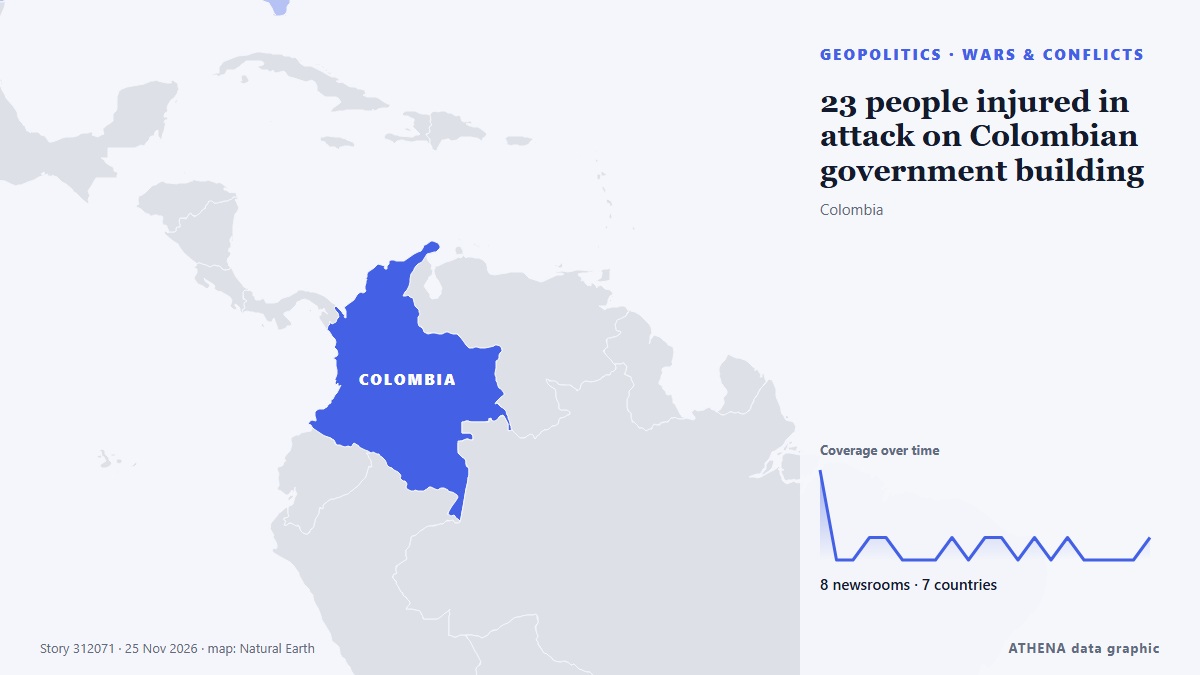 GEOPOLITICS · WARS & CONFLICTS
23 people injured in
attack on Colombian
government building
Colombia
COLOMBIA
Coverage over time
8 newsrooms · 7 countries
Story 312071 · 25 Nov 2026 · map: Natural Earth
ATHENA data graphic